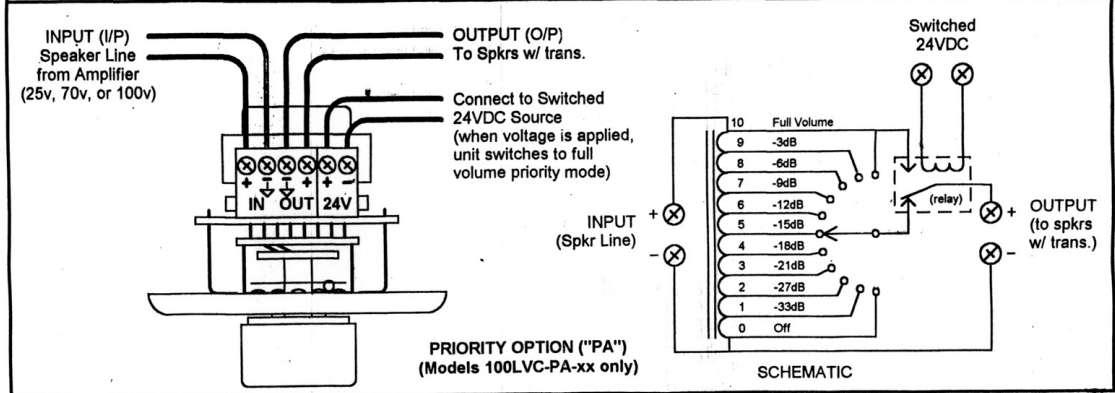 INPUT (I/P)
Speaker Line
from Amplifier
(25v, 70v, or 100v)
OUTPUT (O/P)
To Spkrs w/ trans.
Connect to Switched
24VDC Source
(when voltage is applied,
unit switches to full
volume priority mode)
+ − − + + −
IN OUT 24V
PRIORITY OPTION ("PA")
(Models 100LVC-PA-xx only)
Switched
24VDC
10 Full Volume
9 -3dB
8 -6dB
7 -9dB
6 -12dB
5 -15dB
4 -18dB
3 -21dB
2 -27dB
1 -33dB
0 Off
INPUT
(Spkr Line)
+
−
(relay)
+
−
OUTPUT
(to spkrs
w/ trans.)
SCHEMATIC